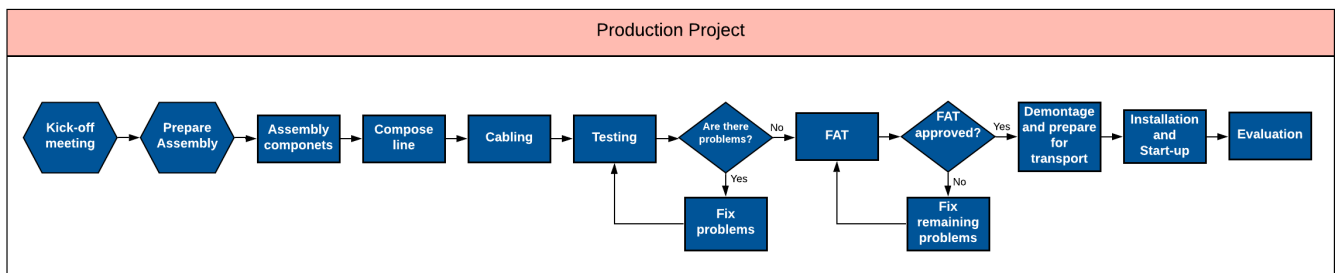 Production Project
Kick-off
meeting
Prepare
Assembly
Assembly
componets
Compose
line
Cabling
Testing
Are there
problems?
No
Yes
Fix
problems
FAT
FAT
approved?
Yes
No
Fix
remaining
problems
Demontage
and prepare
for
transport
Installation
and
Start-up
Evaluation